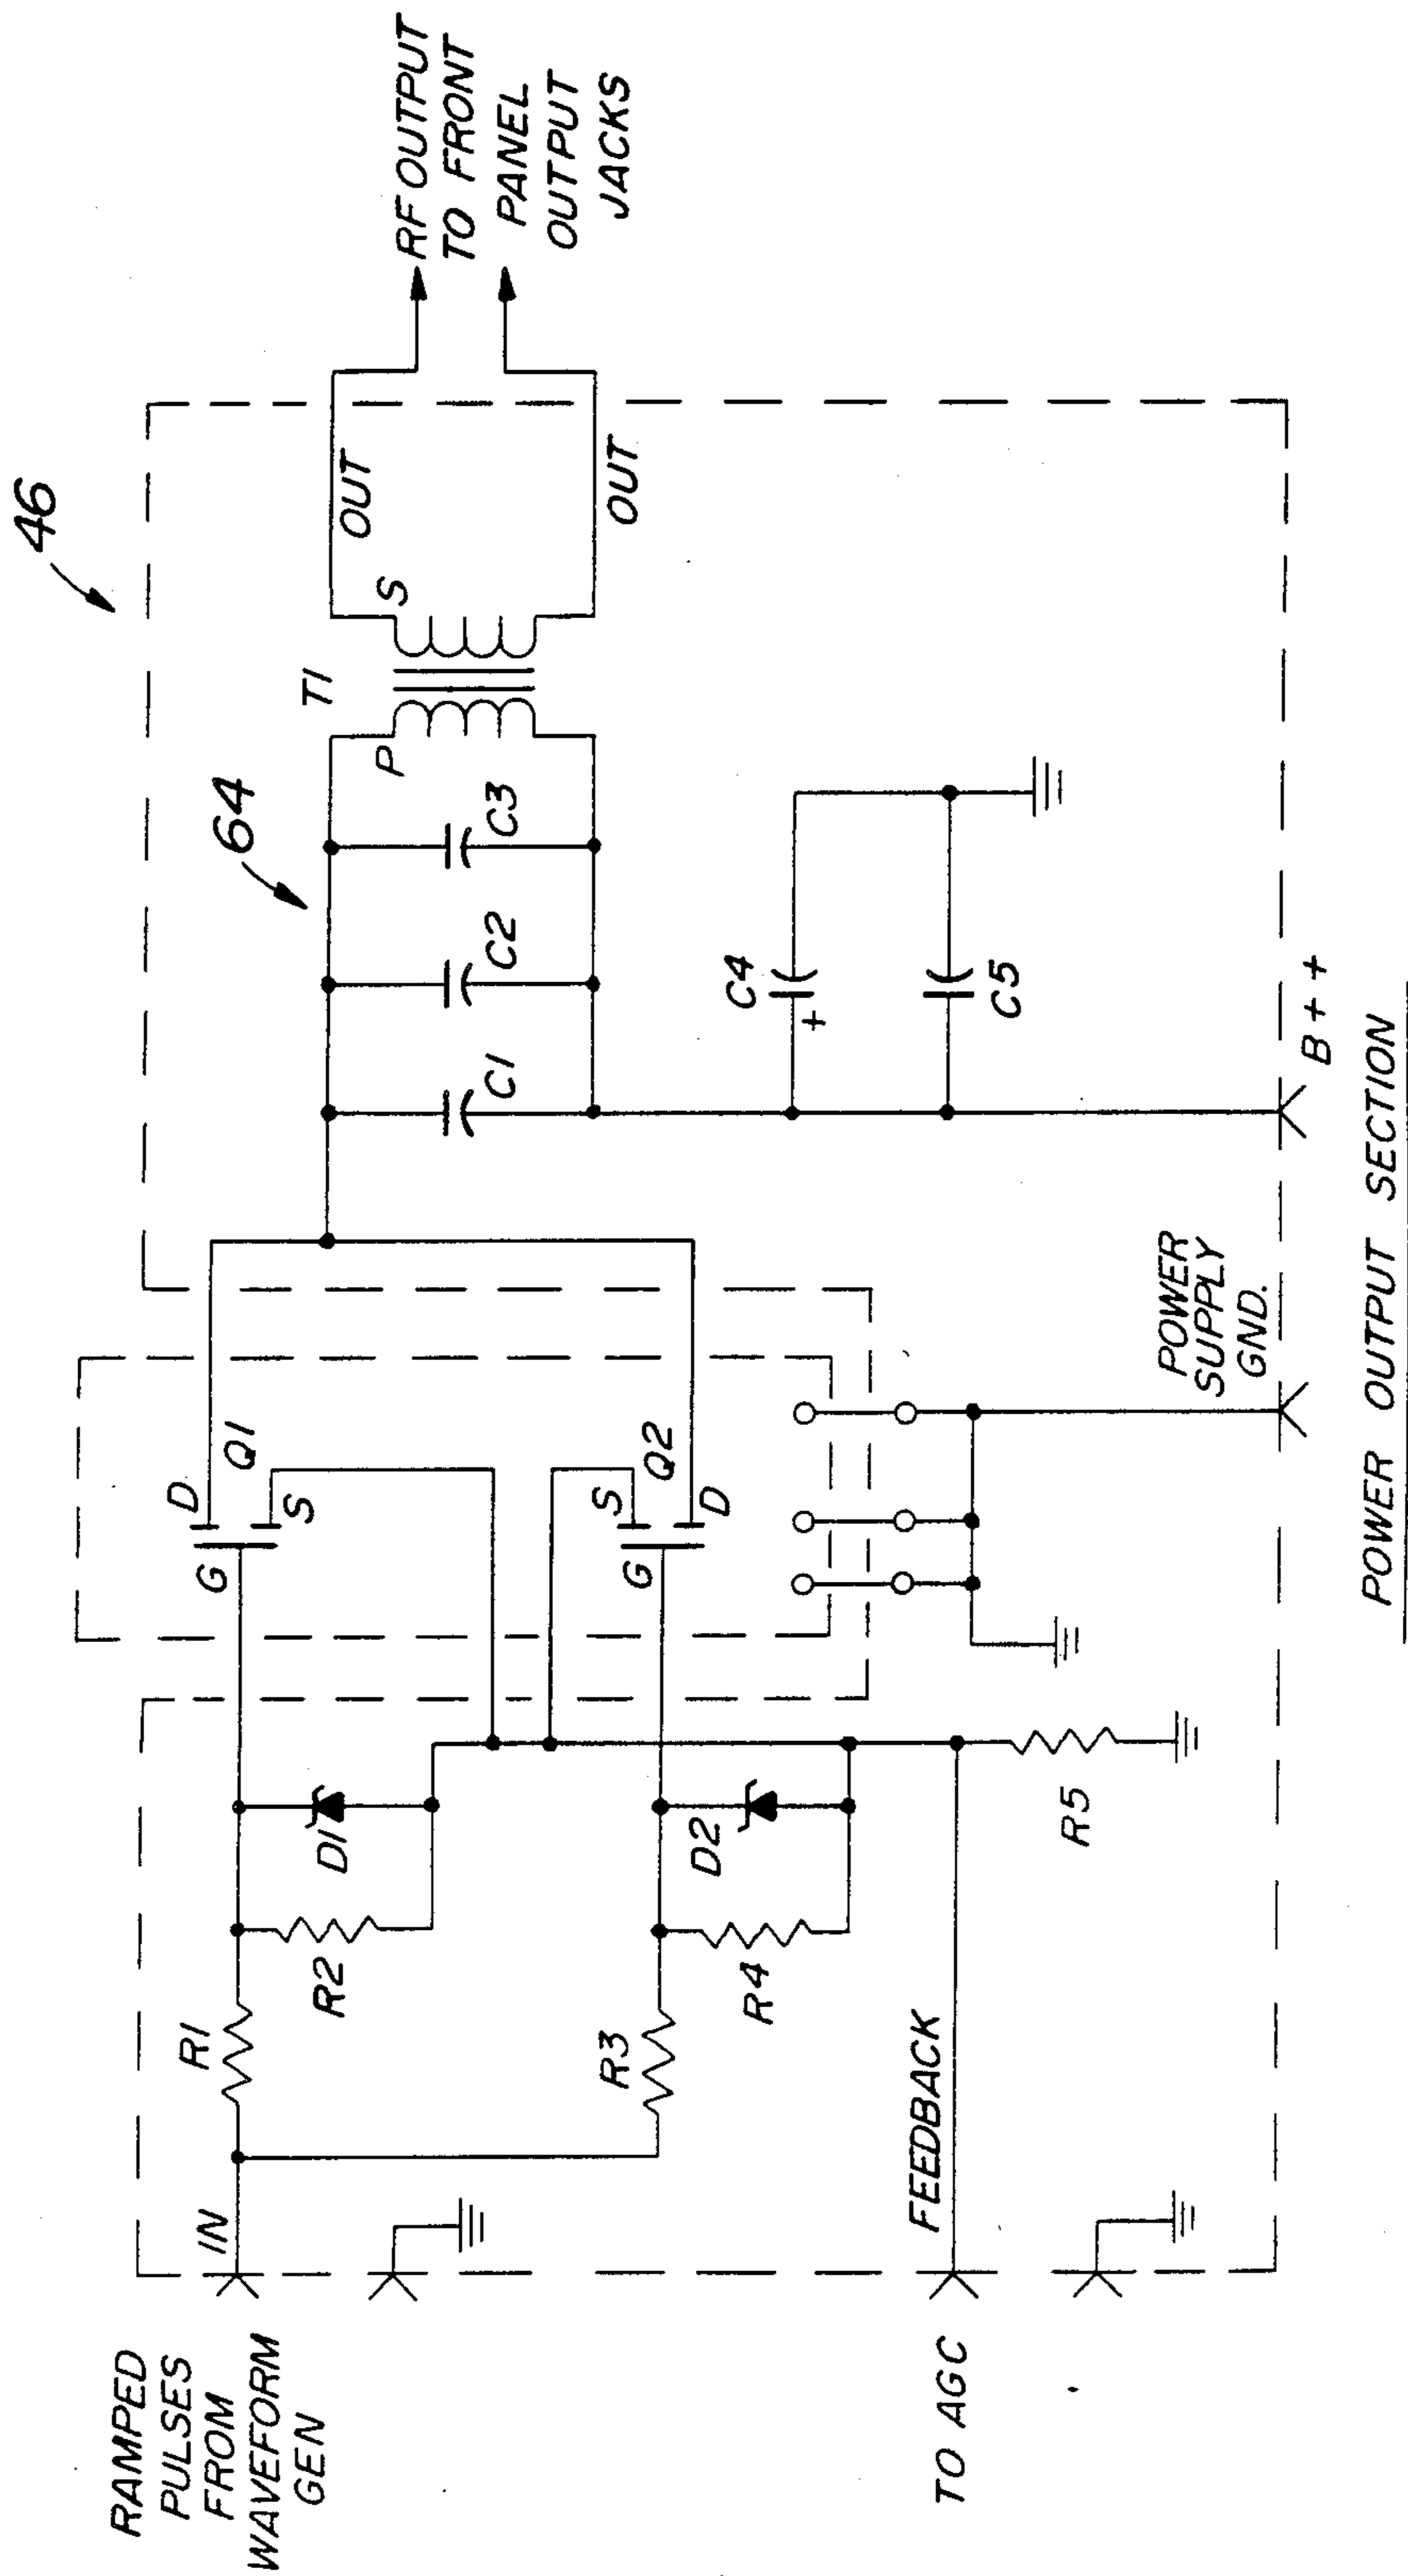 46
RAMPED
PULSES
FROM
WAVEFORM
GEN
IN
R1
R2
D1
G
D
Q1
S
64
P
T1
S
OUT
OUT
RF OUTPUT
TO FRONT
PANEL
OUTPUT
JACKS
C1
C2
C3
R3
R4
D2
G
S
Q2
D
C4
+
C5
FEEDBACK
TO AGC
R5
POWER
SUPPLY
GND.
B++
POWER OUTPUT SECTION